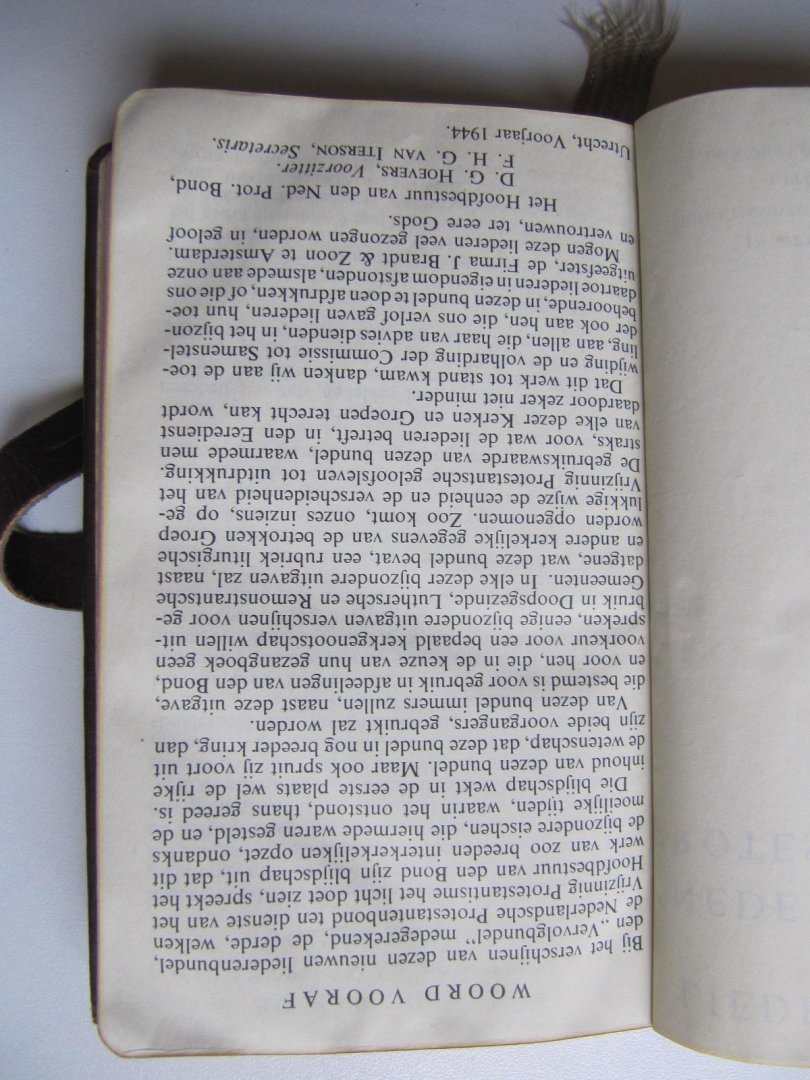 WOORD VOORAF
Bij het verschijnen van dezen nieuwen liederenbundel,
den „Vervolgbundel” medegerekend, de derde, welken
de Nederlandsche Protestantenbond ten dienste van het
Vrijzinnig Protestantisme het licht doet zien, spreekt het
Hoofdbestuur van den Bond zijn blijdschap uit, dat dit
werk van zoo breeden interkerkelijken opzet, ondanks
de bijzondere eischen, die hiermede waren gesteld, en de
moeilijke tijden, waarin het ontstond, thans gereed is.
Die blijdschap wekt in de eerste plaats wel de rijke
inhoud van dezen bundel. Maar ook spruit zij voort uit
de wetenschap, dat deze bundel in nog breeder kring, dan
zijn beide voorgangers, gebruikt zal worden.
Van dezen bundel immers zullen, naast deze uitgave,
die bestemd is voor gebruik in afdeelingen van den Bond,
en voor hen, die in de keuze van hun gezangboek geen
voorkeur voor een bepaald kerkgenootschap willen uit-
spreken, eenige bijzondere uitgaven verschijnen voor ge-
bruik in Doopsgezinde, Luthersche en Remonstrantsche
Gemeenten. In elke dezer bijzondere uitgaven zal, naast
datgene, wat deze bundel bevat, een rubriek liturgische
en andere kerkelijke gegevens van de betrokken Groep
worden opgenomen. Zoo komt, onzes inziens, op ge-
lukkige wijze de eenheid en de verscheidenheid van het
Vrijzinnig Protestantsche geloofsleven tot uitdrukking.
De gebruikswaarde van dezen bundel, waarmede men
straks, voor wat de liederen betreft, in den Eeredienst
van elke dezer Kerken en Groepen terecht kan, wordt
daardoor zeker niet minder.
Dat dit werk tot stand kwam, danken wij aan de toe-
wijding en de volharding der Commissie tot Samenstel-
ling, aan allen, die haar van advies dienden, in het bijzon-
der ook aan hen, die ons verlof gaven liederen, hun toe-
behoorende, in dezen bundel te doen afdrukken, of die ons
daartoe liederen in eigendom afstonden, alsmede aan onze
uitgeefster, de Firma J. Brandt & Zoon te Amsterdam.
Mogen deze liederen veel gezongen worden, in geloof
en vertrouwen, ter eere Gods.
Het Hoofdbestuur van den Ned. Prot. Bond,
D. G. HOEVERS, Voorzitter.
F. H. G. VAN ITERSON, Secretaris.
Utrecht, Voorjaar 1944.